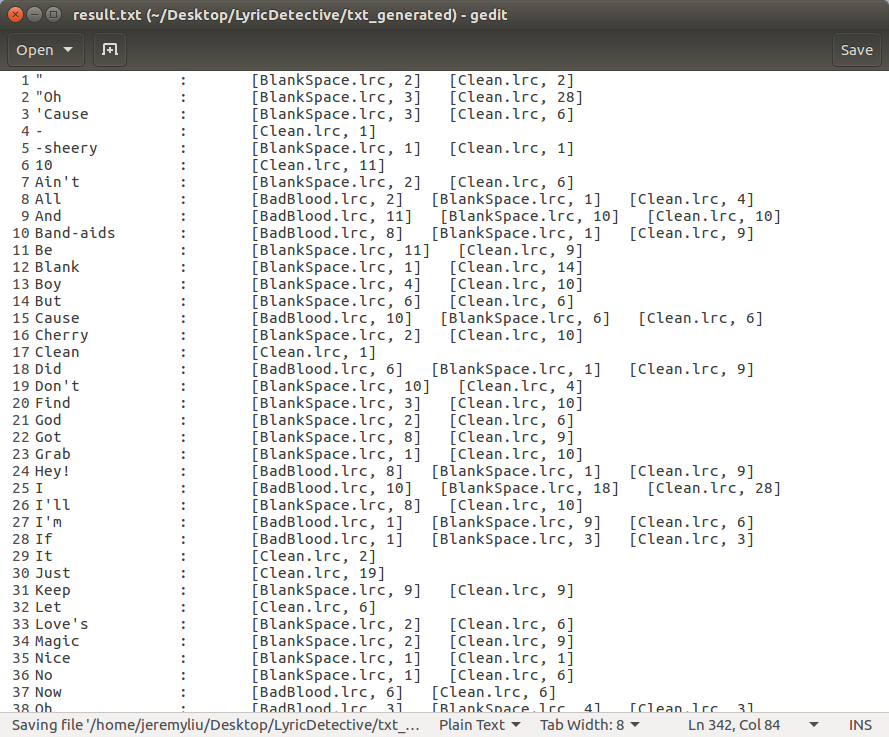 result.txt (~/Desktop/LyricDetective/txt_generated) - gedit
Open Save
1 " : [BlankSpace.lrc, 2] [Clean.lrc, 2]
2 "Oh : [BlankSpace.lrc, 3] [Clean.lrc, 28]
3 'Cause : [BlankSpace.lrc, 3] [Clean.lrc, 6]
4 - : [Clean.lrc, 1]
5 -sheery : [BlankSpace.lrc, 1] [Clean.lrc, 1]
6 10 : [Clean.lrc, 11]
7 Ain't : [BlankSpace.lrc, 2] [Clean.lrc, 6]
8 All : [BadBlood.lrc, 2] [BlankSpace.lrc, 1] [Clean.lrc, 4]
9 And : [BadBlood.lrc, 11] [BlankSpace.lrc, 10] [Clean.lrc, 10]
10 Band-aids : [BadBlood.lrc, 8] [BlankSpace.lrc, 1] [Clean.lrc, 9]
11 Be : [BlankSpace.lrc, 11] [Clean.lrc, 9]
12 Blank : [BlankSpace.lrc, 1] [Clean.lrc, 14]
13 Boy : [BlankSpace.lrc, 4] [Clean.lrc, 10]
14 But : [BlankSpace.lrc, 6] [Clean.lrc, 6]
15 Cause : [BadBlood.lrc, 10] [BlankSpace.lrc, 6] [Clean.lrc, 6]
16 Cherry : [BlankSpace.lrc, 2] [Clean.lrc, 10]
17 Clean : [Clean.lrc, 1]
18 Did : [BadBlood.lrc, 6] [BlankSpace.lrc, 1] [Clean.lrc, 9]
19 Don't : [BlankSpace.lrc, 10] [Clean.lrc, 4]
20 Find : [BlankSpace.lrc, 3] [Clean.lrc, 10]
21 God : [BlankSpace.lrc, 2] [Clean.lrc, 6]
22 Got : [BlankSpace.lrc, 8] [Clean.lrc, 9]
23 Grab : [BlankSpace.lrc, 1] [Clean.lrc, 10]
24 Hey! : [BadBlood.lrc, 8] [BlankSpace.lrc, 1] [Clean.lrc, 9]
25 I : [BadBlood.lrc, 10] [BlankSpace.lrc, 18] [Clean.lrc, 28]
26 I'll : [BlankSpace.lrc, 8] [Clean.lrc, 10]
27 I'm : [BadBlood.lrc, 1] [BlankSpace.lrc, 9] [Clean.lrc, 6]
28 If : [BadBlood.lrc, 1] [BlankSpace.lrc, 3] [Clean.lrc, 3]
29 It : [Clean.lrc, 2]
30 Just : [Clean.lrc, 19]
31 Keep : [BlankSpace.lrc, 9] [Clean.lrc, 9]
32 Let : [Clean.lrc, 6]
33 Love's : [BlankSpace.lrc, 2] [Clean.lrc, 6]
34 Magic : [BlankSpace.lrc, 2] [Clean.lrc, 9]
35 Nice : [BlankSpace.lrc, 1] [Clean.lrc, 1]
36 No : [BlankSpace.lrc, 1] [Clean.lrc, 6]
37 Now : [BadBlood.lrc, 6] [Clean.lrc, 6]
38 Oh : [BadBlood.lrc, 3] [BlankSpace.lrc, 4] [Clean.lrc, 3]
Saving file '/home/jeremyliu/Desktop/LyricDetective/txt_... Plain Text Tab Width: 8 Ln 342, Col 84 INS